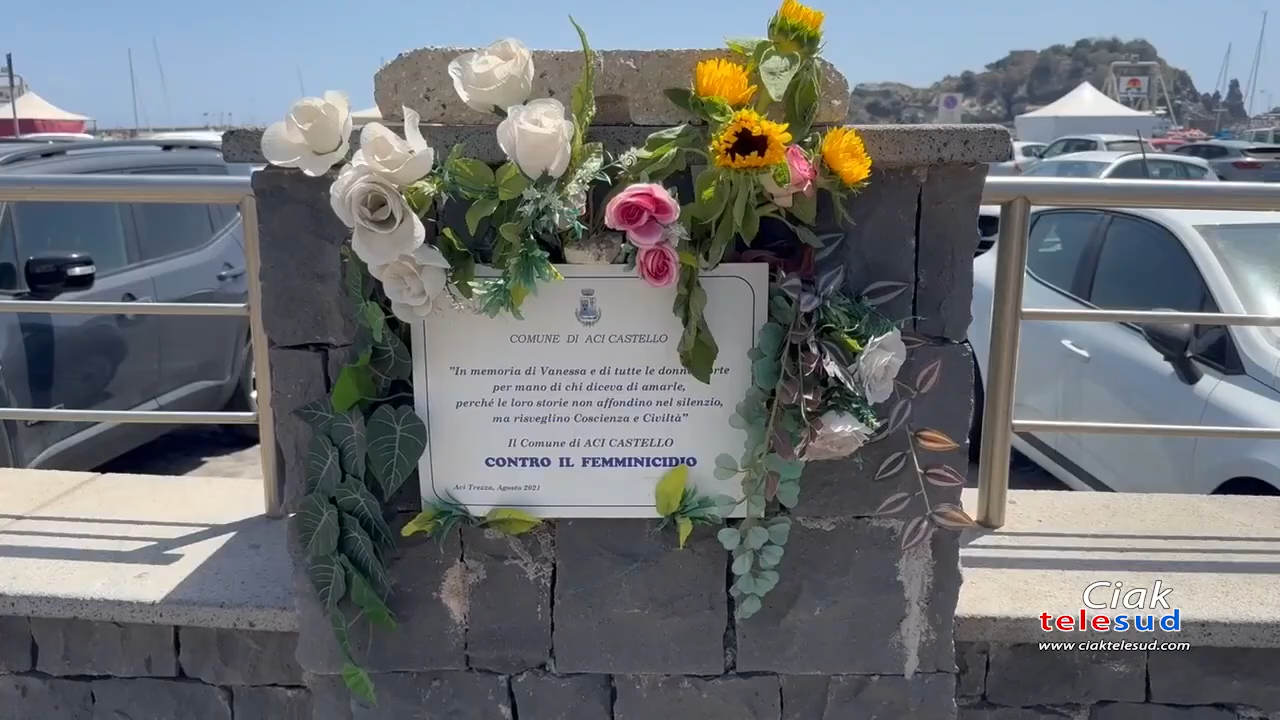 COMUNE DI ACI CASTELLO
"In memoria di Vanessa e di tutte le donne
per mano di chi diceva di amarle,
perché le loro storie non affondino nel silenzio,
ma risveglino Coscienza e Civiltà"
Il Comune di ACI CASTELLO
CONTRO IL FEMMINICIDIO
Aci Trezza, Agosto 2021
Ciak
telesud
www.ciaktelesud.com